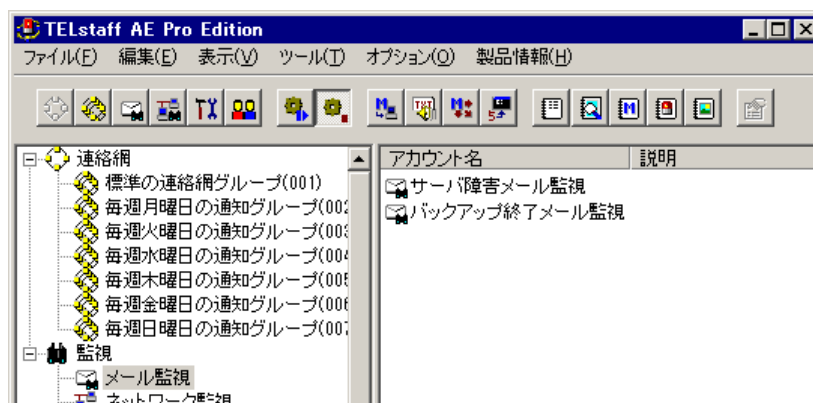 TELstaff AE Pro Edition
ファイル(F) 編集(E) 表示(V) ツール(T) オプション(O) 製品情報(H)
連絡網
標準の連絡網グループ(001)
毎週月曜日の通知グループ(002
毎週火曜日の通知グループ(003
毎週水曜日の通知グループ(004
毎週木曜日の通知グループ(005
毎週金曜日の通知グループ(006
毎週日曜日の通知グループ(007
監視
メール監視
ネットワーク監視
アカウント名 説明
サーバ障害メール監視
バックアップ終了メール監視